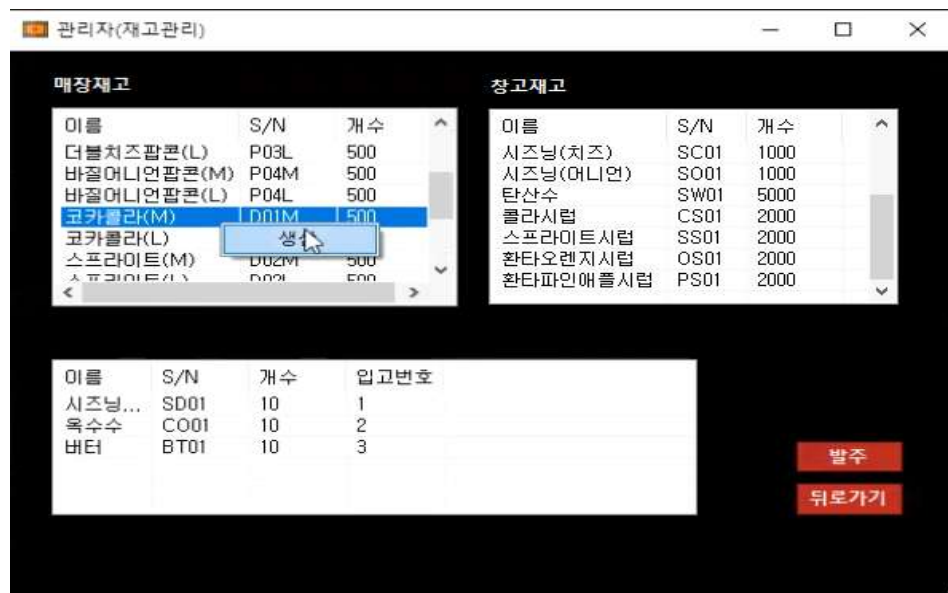 관리자(재고관리)
매장재고
이름 S/N 개수
더블치즈팝콘(L) P03L 500
바질어니언팝콘(M) P04M 500
바질어니언팝콘(L) P04L 500
코카콜라(M) D01M 500
코카콜라(L)
스프라이트(M) D02M 500
스프라이트(L) D02L 500
창고재고
이름 S/N 개수
시즈닝(치즈) SC01 1000
시즈닝(어니언) SO01 1000
탄산수 SW01 5000
콜라시럽 CS01 2000
스프라이트시럽 SS01 2000
환타오렌지시럽 OS01 2000
환타파인애플시럽 PS01 2000
이름 S/N 개수 입고번호
시즈닝... SD01 10 1
옥수수 CO01 10 2
버터 BT01 10 3
발주
뒤로가기